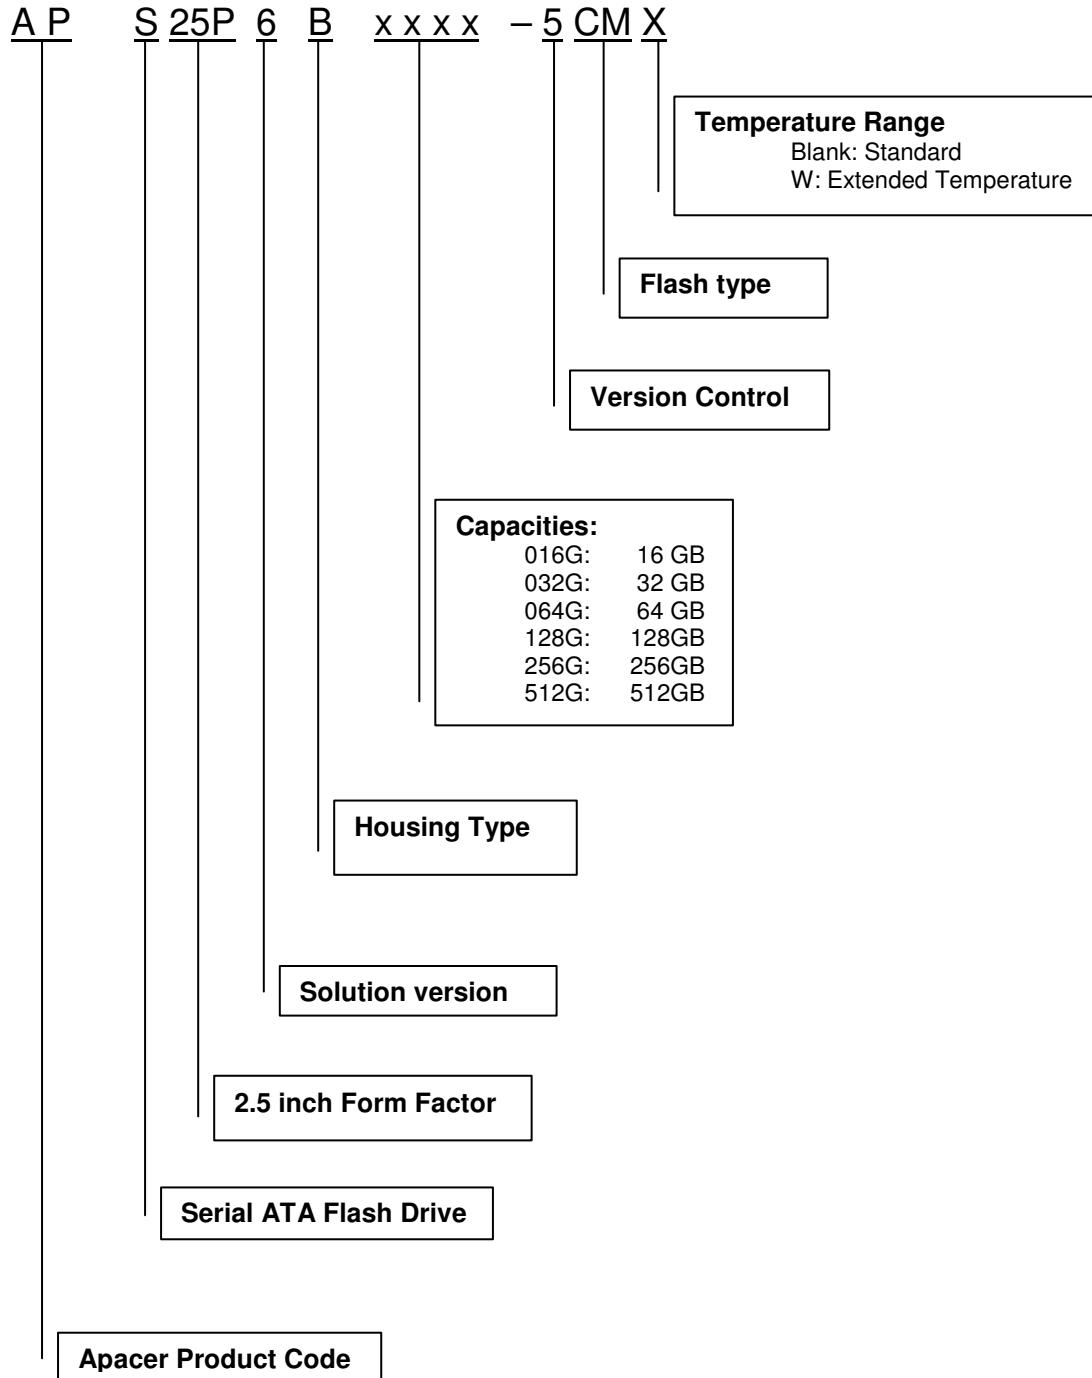 AP S 25P 6 B xxxx – 5 CM X
Temperature Range
Blank: Standard
W: Extended Temperature
Flash type
Version Control
Capacities:
016G: 16 GB
032G: 32 GB
064G: 64 GB
128G: 128GB
256G: 256GB
512G: 512GB
Housing Type
Solution version
2.5 inch Form Factor
Serial ATA Flash Drive
Apacer Product Code